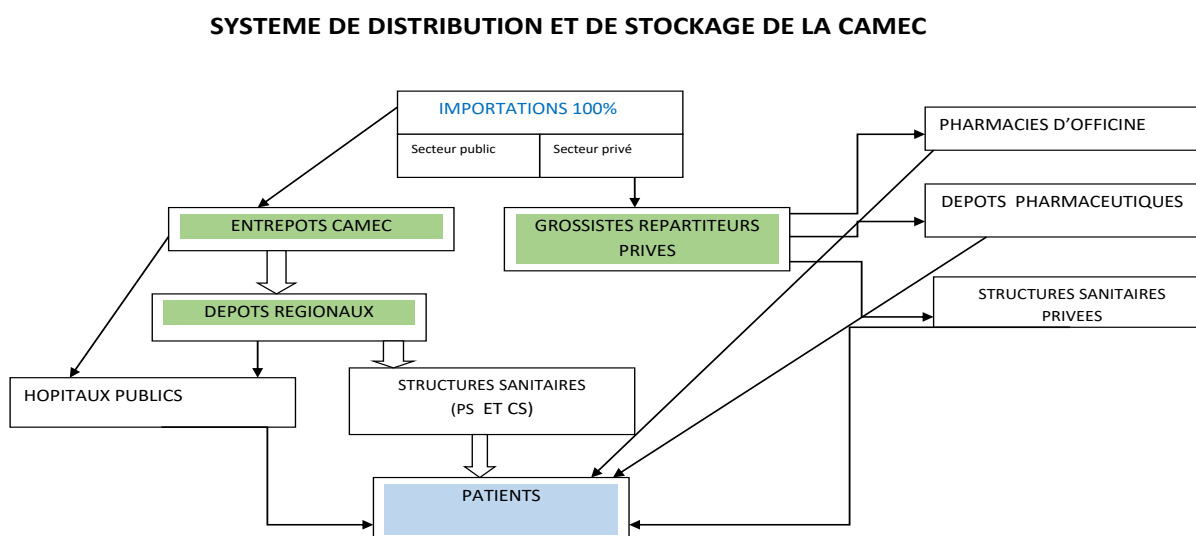 SYSTEME DE DISTRIBUTION ET DE STOCKAGE DE LA CAMEC
IMPORTATIONS 100%
Secteur public
Secteur privé
PHARMACIES D'OFFICINE
DEPOTS PHARMACEUTIQUES
ENTREPOTS CAMEC
GROSSISTES REPARTITEURS
PRIVES
STRUCTURES SANITAIRES
PRIVEES
DEPOTS REGIONAUX
HOPITAUX PUBLICS
STRUCTURES SANITAIRES
(PS ET CS)
PATIENTS